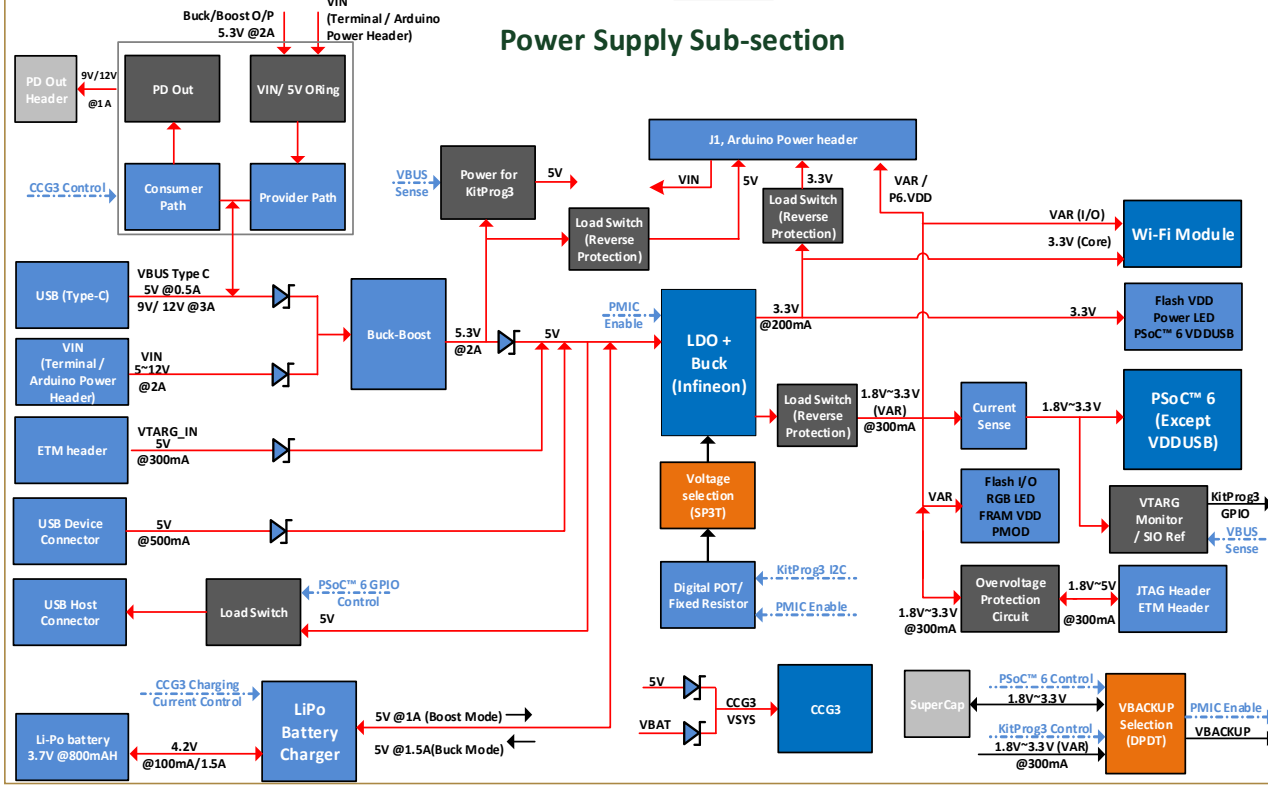 VIN
Buck/Boost O/P
(Terminal / Arduino
5.3V @2A
Power Header)
Power Supply Sub-section
PD Out
Header
9V/12V
@1A
PD Out
VIN/ 5V ORing
CCG3 Control
Consumer
Path
Provider Path
VBUS
Sense
Power for
KitProg3
5V
J1, Arduino Power header
VIN
5V
3.3V
VAR /
P6.VDD
Load Switch
(Reverse
Protection)
Load Switch
(Reverse
Protection)
VAR (I/O)
3.3V (Core)
Wi-Fi Module
USB (Type-C)
VBUS Type C
5V @0.5A
9V/ 12V @3A
Buck-Boost
5.3V
@2A
5V
PMIC
Enable
LDO +
Buck
(Infineon)
3.3V
@200mA
3.3V
Flash VDD
Power LED
PSoC™ 6 VDDUSB
VIN
(Terminal /
Arduino Power
Header)
VIN
5~12V
@2A
Load Switch
(Reverse
Protection)
1.8V~3.3V
(VAR)
@300mA
Current
Sense
1.8V~3.3V
PSoC™ 6
(Except
VDDUSB)
ETM header
VTARG_IN
5V
@300mA
Voltage
selection
(SP3T)
VAR
Flash I/O
RGB LED
FRAM VDD
PMOD
VTARG
Monitor
/ SIO Ref
KitProg3
GPIO
VBUS
Sense
USB Device
Connector
5V
@500mA
Digital POT/
Fixed Resistor
KitProg3 I2C
PMIC Enable
USB Host
Connector
Load Switch
PSoC™ 6 GPIO
Control
5V
1.8V~3.3V
@300mA
Overvoltage
Protection
Circuit
1.8V~5V
@300mA
JTAG Header
ETM Header
CCG3 Charging
Current Control
LiPo
Battery
Charger
5V @1A (Boost Mode)
5V @1.5A(Buck Mode)
Li-Po battery
3.7V @800mAH
4.2V
@100mA/1.5A
5V
VBAT
CCG3
VSYS
CCG3
SuperCap
PSoC™ 6 Control
1.8V~3.3V
KitProg3 Control
1.8V~3.3V (VAR)
@300mA
VBACKUP
Selection
(DPDT)
PMIC Enable
VBACKUP